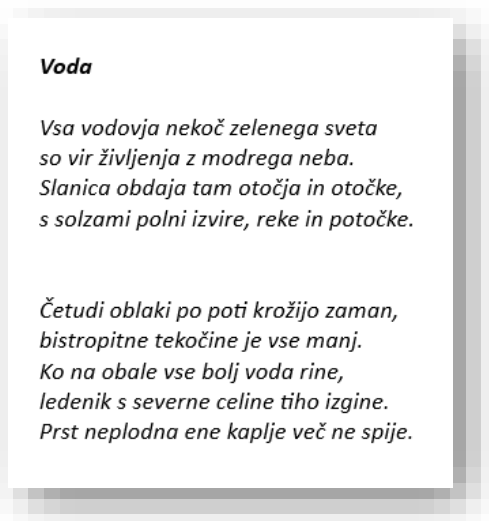 Voda
Vsa vodovja nekoč zelenega sveta
so vir življenja z modrega neba.
Slanica obdaja tam otočja in otočke,
s solzami polni izvire, reke in potočke.
Četudi oblaki po poti krožijo zaman,
bistropitne tekočine je vse manj.
Ko na obale vse bolj voda rine,
ledenik s severne celine tiho izgine.
Prst neplodna ene kaplje več ne spije.